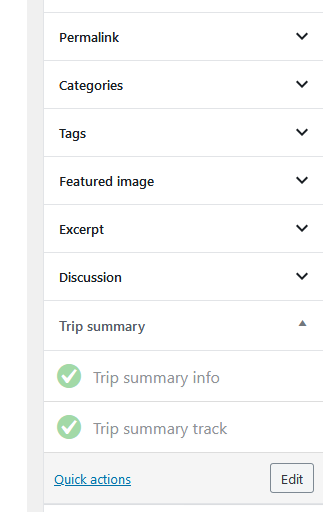 Permalink
Categories
Tags
Featured image
Excerpt
Discussion
Trip summary
Trip summary info
Trip summary track
Quick actions
Edit